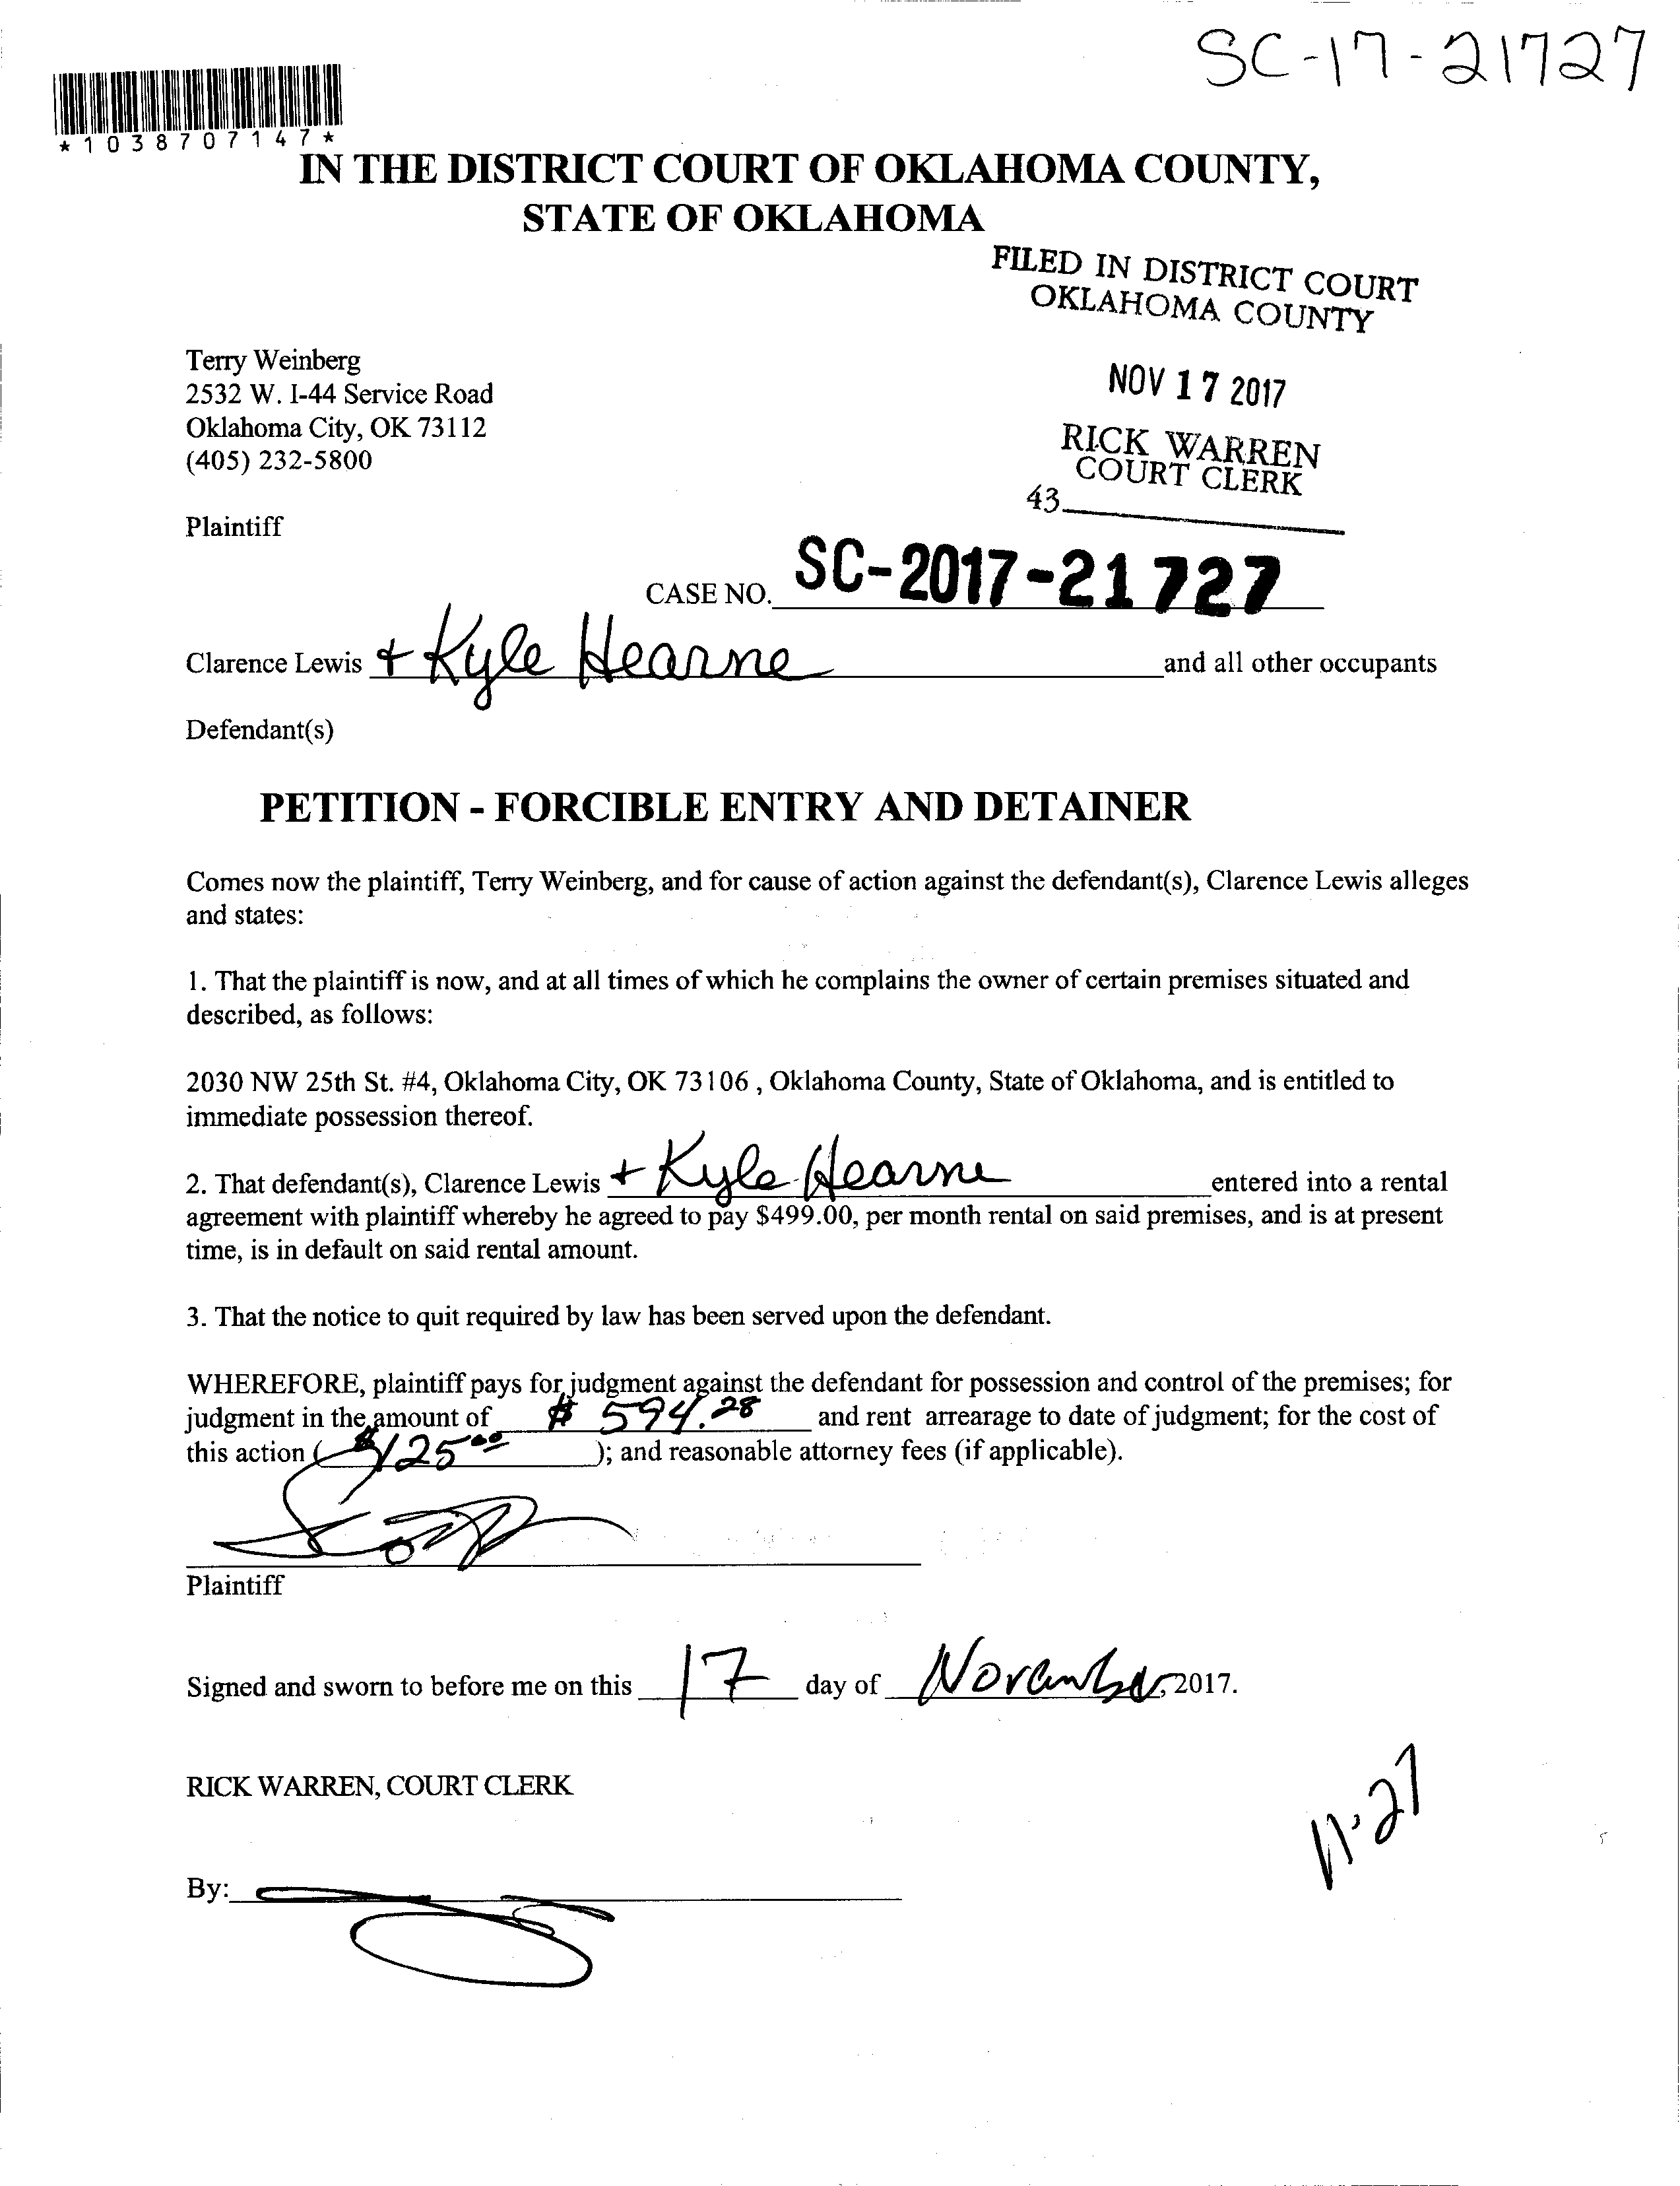 SC-17-21727
*1038707147*
IN THE DISTRICT COURT OF OKLAHOMA COUNTY,
STATE OF OKLAHOMA
FILED IN DISTRICT COURT
OKLAHOMA COUNTY
Terry Weinberg
2532 W. I-44 Service Road
Oklahoma City, OK 73112
(405) 232-5800
NOV 17 2017
RICK WARREN
COURT CLERK
43
Plaintiff
CASE NO. SC-2017-21727
Clarence Lewis + Kyle Hearne and all other occupants
Defendant(s)
PETITION - FORCIBLE ENTRY AND DETAINER
Comes now the plaintiff, Terry Weinberg, and for cause of action against the defendant(s), Clarence Lewis alleges
and states:
1. That the plaintiff is now, and at all times of which he complains the owner of certain premises situated and
described, as follows:
2030 NW 25th St. #4, Oklahoma City, OK 73106 , Oklahoma County, State of Oklahoma, and is entitled to
immediate possession thereof.
2. That defendant(s), Clarence Lewis + Kyle Hearne entered into a rental
agreement with plaintiff whereby he agreed to pay $499.00, per month rental on said premises, and is at present
time, is in default on said rental amount.
3. That the notice to quit required by law has been served upon the defendant.
WHEREFORE, plaintiff pays for judgment against the defendant for possession and control of the premises; for
judgment in the amount of $ 594.28 and rent arrearage to date of judgment; for the cost of
this action ( $125.00 ); and reasonable attorney fees (if applicable).
Plaintiff
Signed and sworn to before me on this 17 day of November, 2017.
RICK WARREN, COURT CLERK
11-27
By: